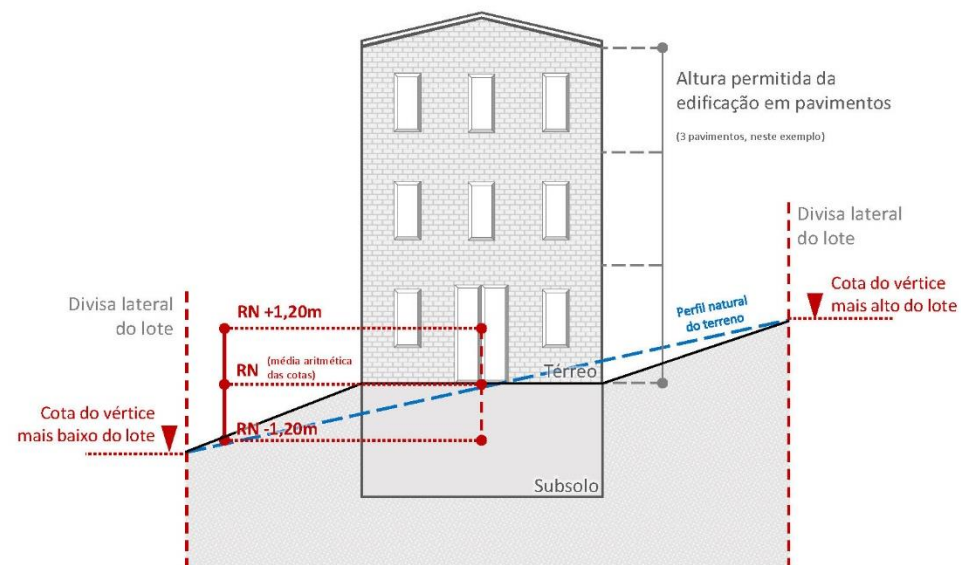 Altura permitida da
edificação em pavimentos
(3 pavimentos, neste exemplo)
Divisa lateral
do lote
Cota do vértice
mais alto do lote
Perfil natural
do terreno
Divisa lateral
do lote
RN +1,20m
RN (média aritmética
das cotas)
Térreo
Cota do vértice
mais baixo do lote
RN -1,20m
Subsolo